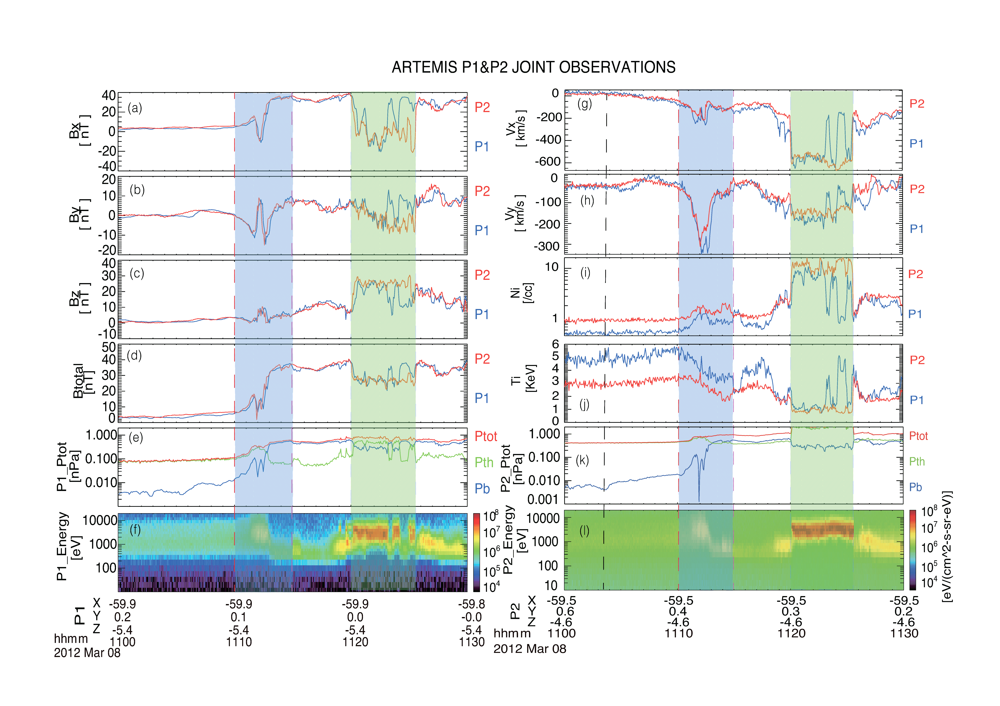 ARTEMIS P1&P2 JOINT OBSERVATIONS
Bx
[ nT ]
40
20
0
-20
-40
(a)
P2
P1
By
[ nT ]
20
10
0
-10
-20
(b)
P2
P1
Bz
[ nT ]
40
30
20
10
0
-10
(c)
P2
P1
Btotal
[nT]
50
40
30
20
10
0
(d)
P2
P1
P1_Ptot
[nPa]
1.000
0.100
0.010
(e)
Ptot
Pth
Pb
P1_Energy
[eV]
10000
1000
100
(f)
10^8
10^7
10^6
10^5
10^4
P1
X -59.9 -59.9 -59.9 -59.8
Y 0.2 0.1 0.0 -0.0
Z -5.4 -5.4 -5.4 -5.4
hhmm 1100 1110 1120 1130
2012 Mar 08
Vx
[ km/s ]
0
-200
-400
-600
(g)
P2
P1
Vy
[ km/s ]
0
-100
-200
-300
(h)
P2
P1
Ni
[/cc]
10
1
(i)
P2
P1
Ti
[KeV]
6
5
4
3
2
1
0
(j)
P2
P1
P2_Ptot
[nPa]
1.000
0.100
0.010
0.001
(k)
Ptot
Pth
Pb
P2_Energy
[eV]
10000
1000
100
10
(l)
10^8
10^7
10^6
10^5
10^4
[eV/(cm^2-s-sr-eV)]
P2
X -59.5 -59.5 -59.5 -59.5
Y 0.6 0.4 0.3 0.2
Z -4.6 -4.6 -4.6 -4.6
hhmm 1100 1110 1120 1130
2012 Mar 08